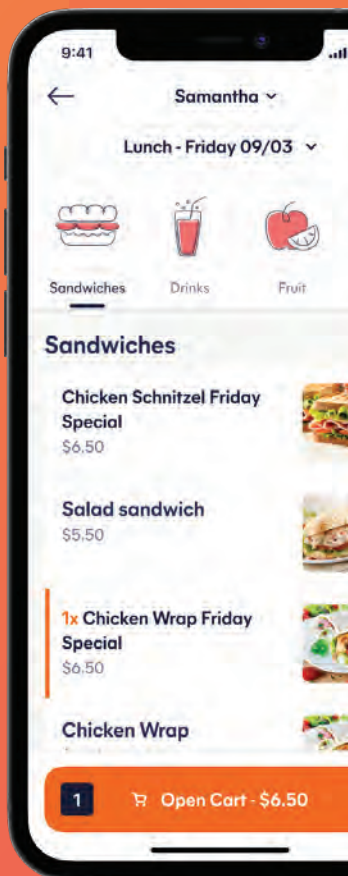 9:41
Samantha
Lunch - Friday 09/03
Sandwiches
Drinks
Fruit
Sandwiches
Chicken Schnitzel Friday
Special
$6.50
Salad sandwich
$5.50
1x Chicken Wrap Friday
Special
$6.50
Chicken Wrap
1
Open Cart - $6.50